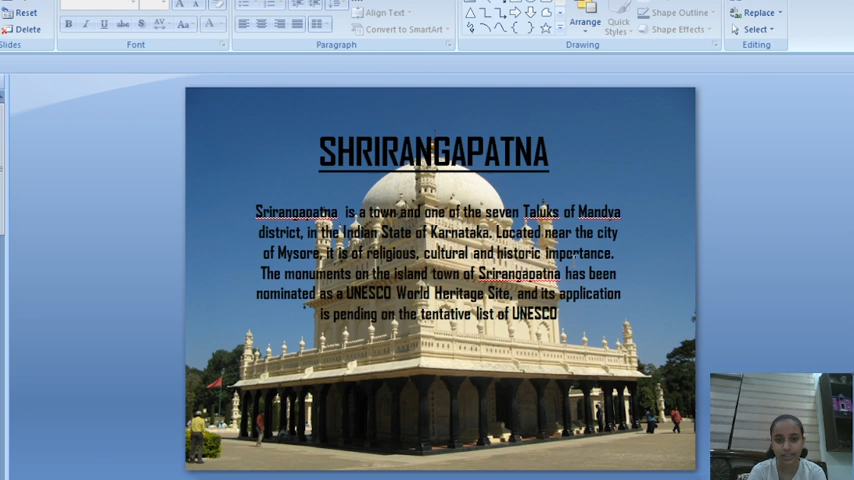 Reset
Align Text
Shape Outline
Replace
Delete
B I U abc S AV Aa A
Convert to SmartArt
Arrange
Quick Styles
Shape Effects
Select
Slides
Font
Paragraph
Drawing
Editing
SHRIRANGAPATNA
Srirangapatna is a town and one of the seven Taluks of Mandya
district, in the Indian State of Karnataka. Located near the city
of Mysore, it is of religious, cultural and historic importance.
The monuments on the island town of Srirangapatna has been
nominated as a UNESCO World Heritage Site, and its application
is pending on the tentative list of UNESCO